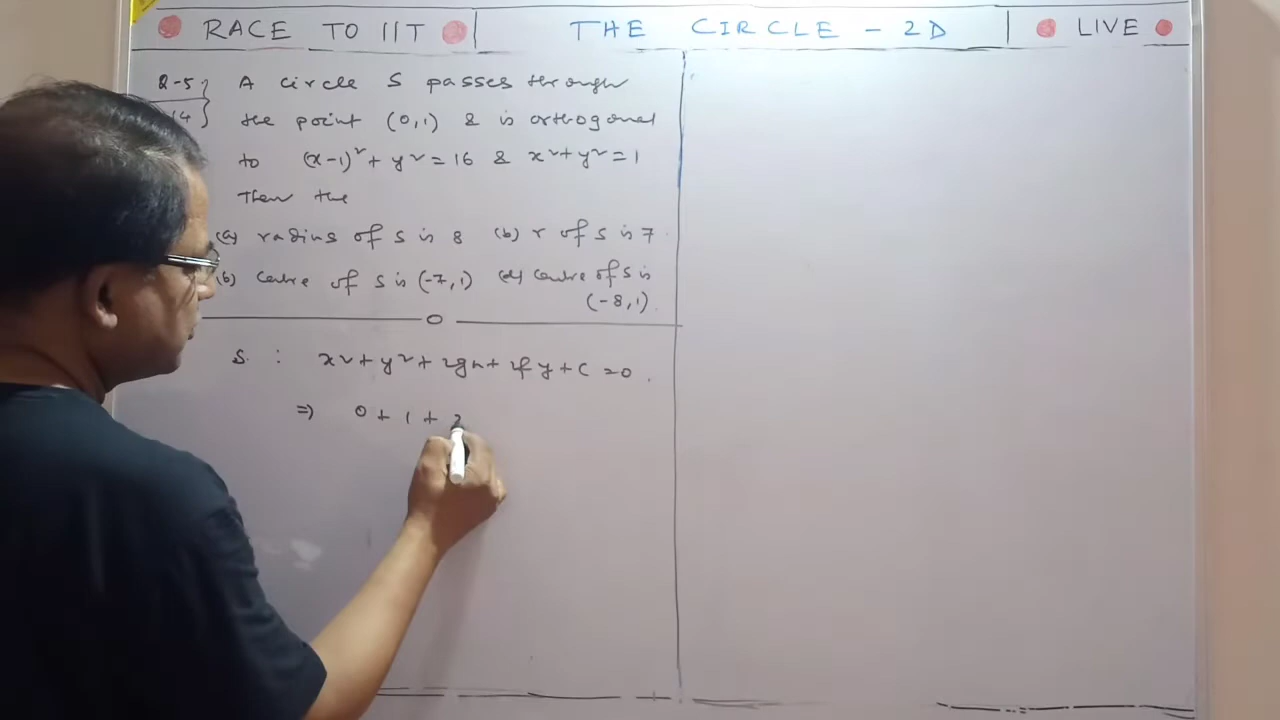 RACE TO IIT | THE CIRCLE - 2D | LIVE
Q-5 A circle S passes through
14 the point (0,1) & is orthogonal
to (x-1)² + y² = 16 & x² + y² = 1
Then the
(a) radius of S is 8 (b) r of S is 7
(b) Centre of S is (-7,1) (d) Centre of S is
(-8,1)
S : x² + y² + 2gx + 2fy + c = 0.
⇒ 0 + 1 + 2